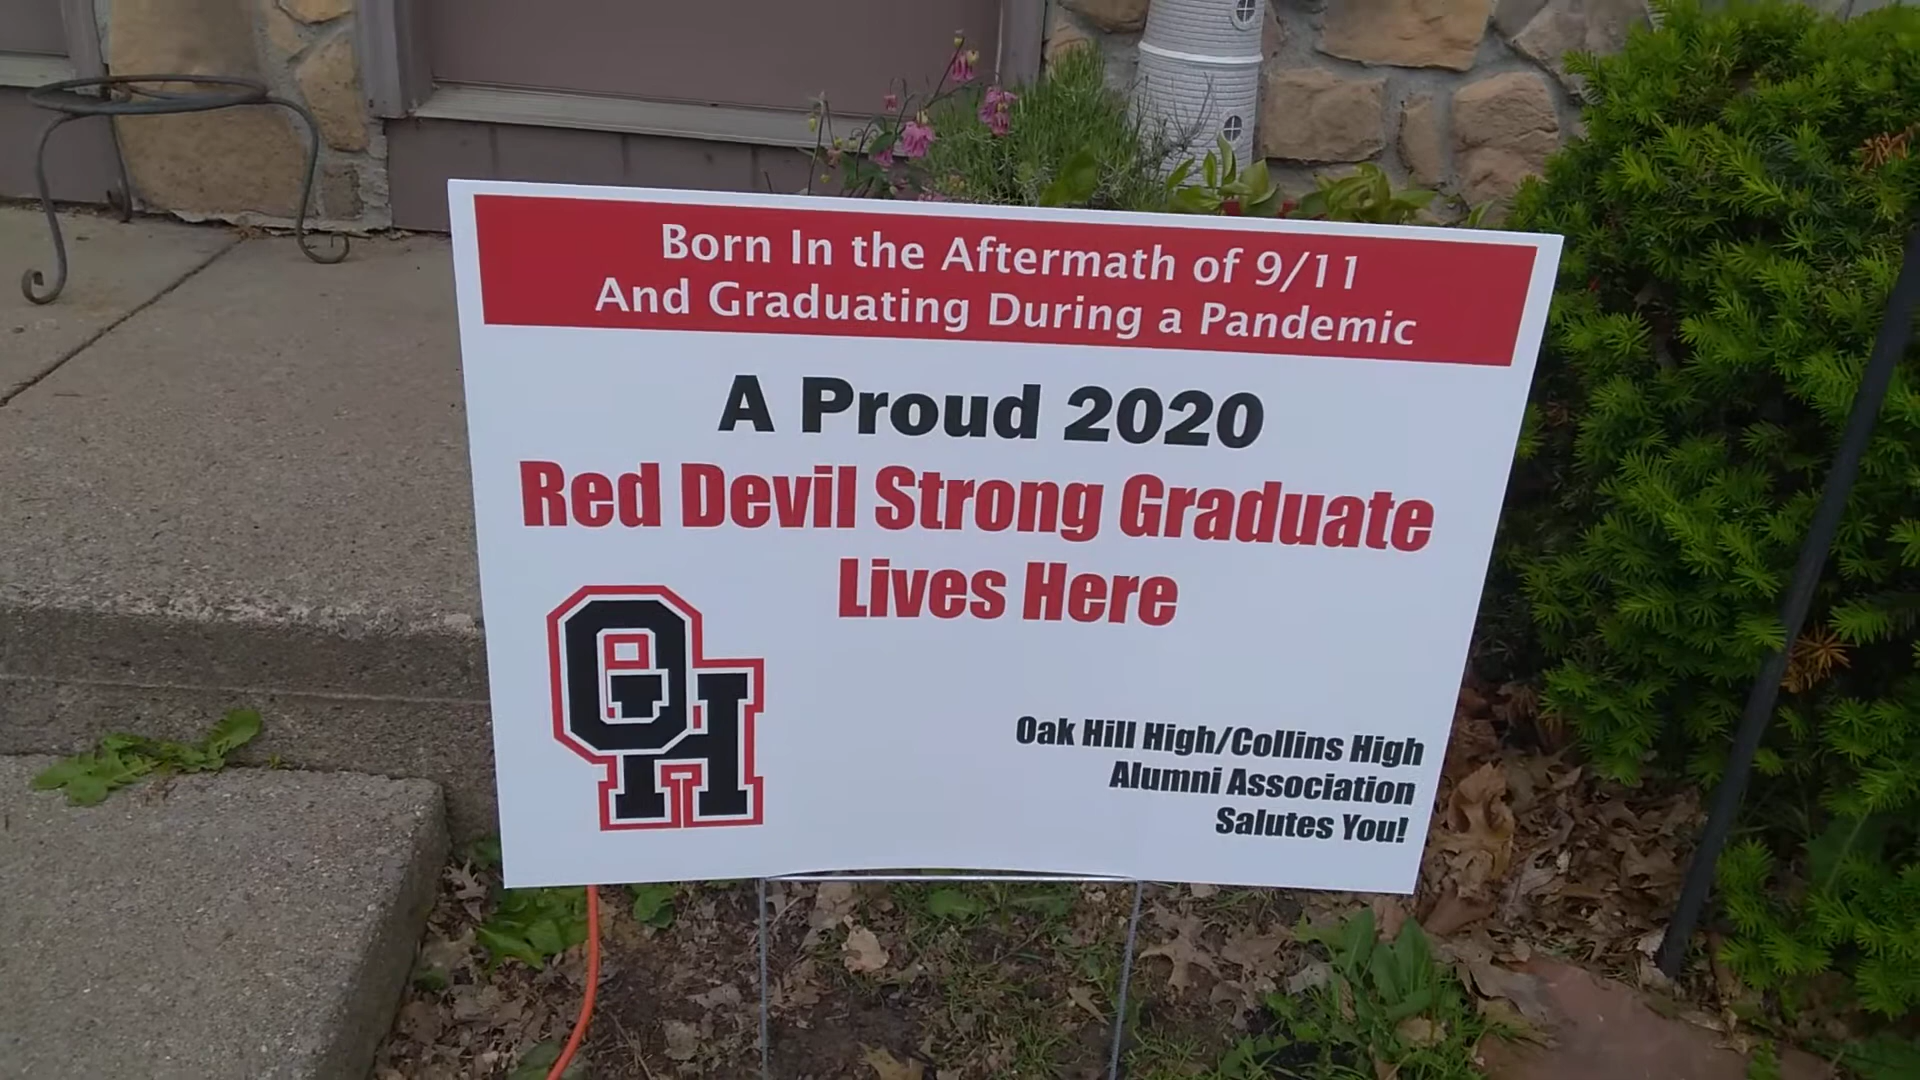 Born In the Aftermath of 9/11
And Graduating During a Pandemic
A Proud 2020
Red Devil Strong Graduate
Lives Here
OH
Oak Hill High/Collins High
Alumni Association
Salutes You!